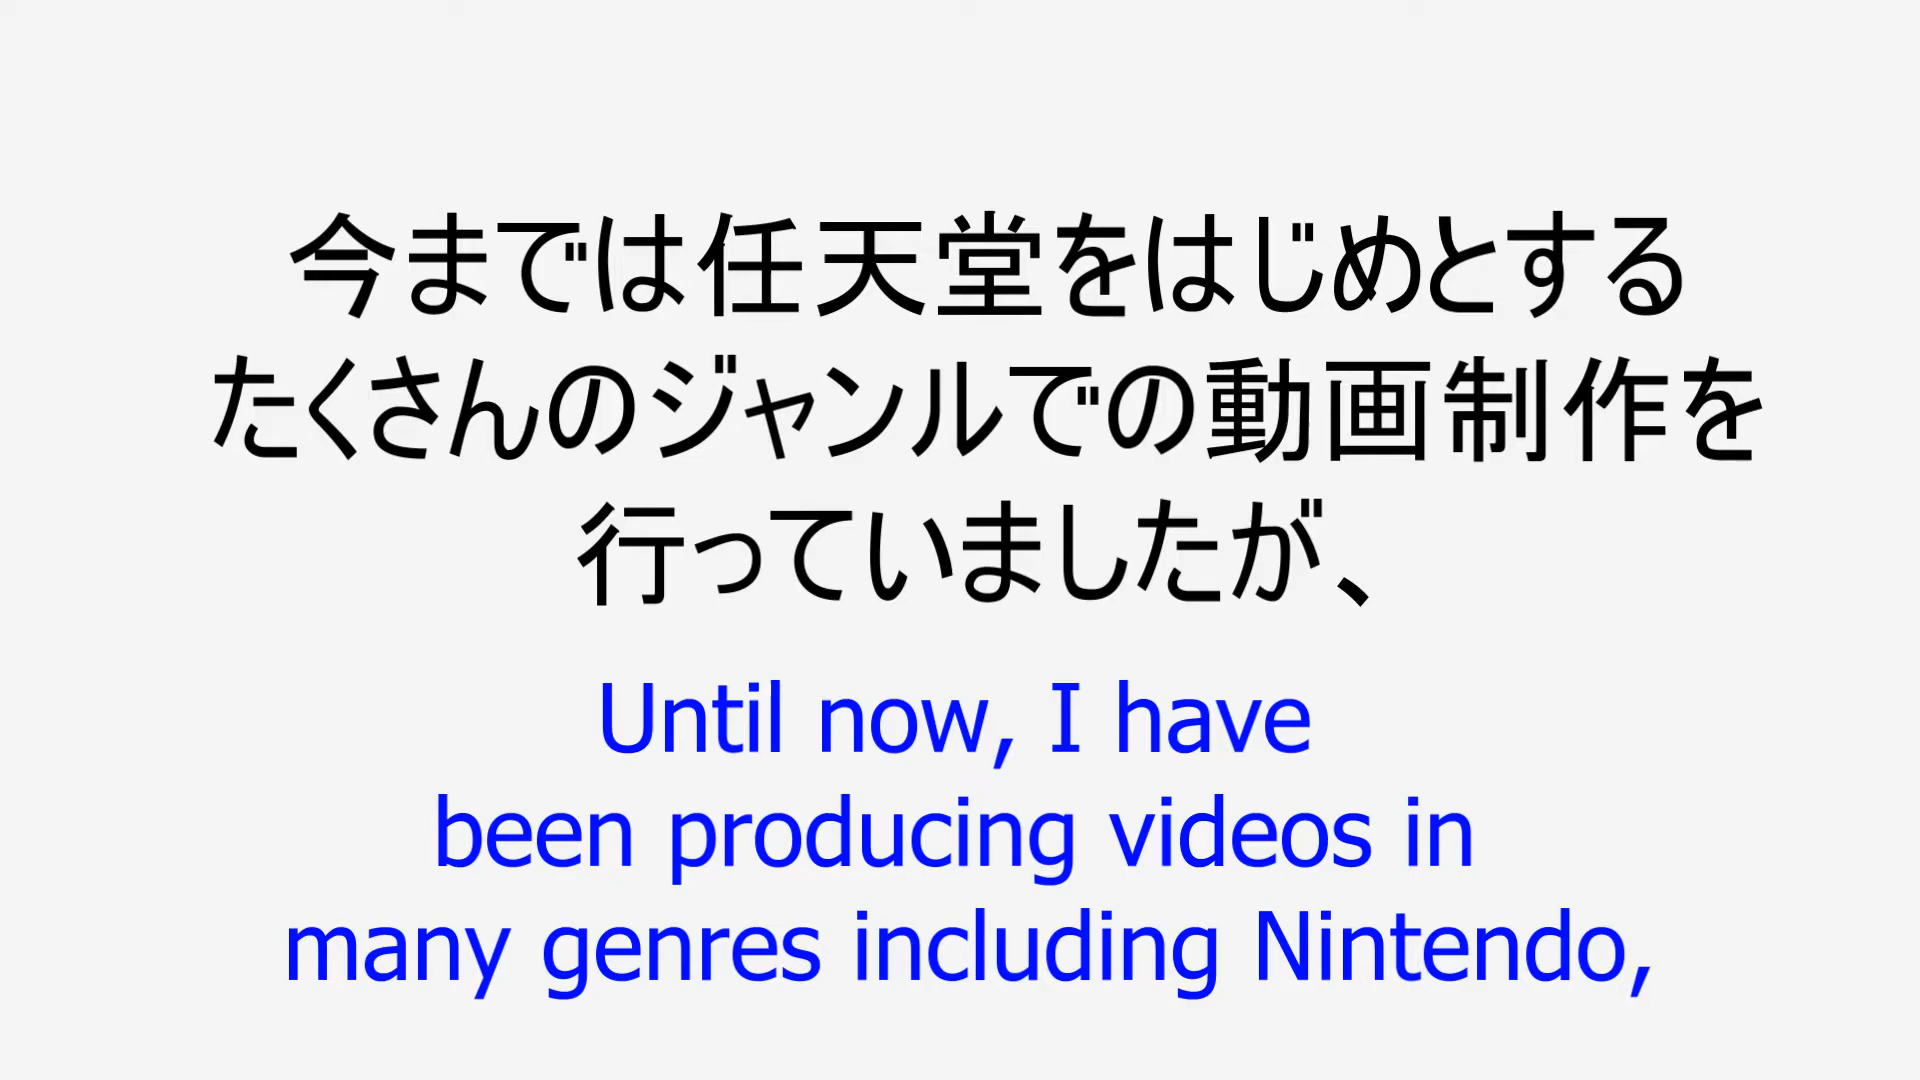 今までは任天堂をはじめとする
たくさんのジャンルでの動画制作を
行っていましたが、
Until now, I have
been producing videos in
many genres including Nintendo,